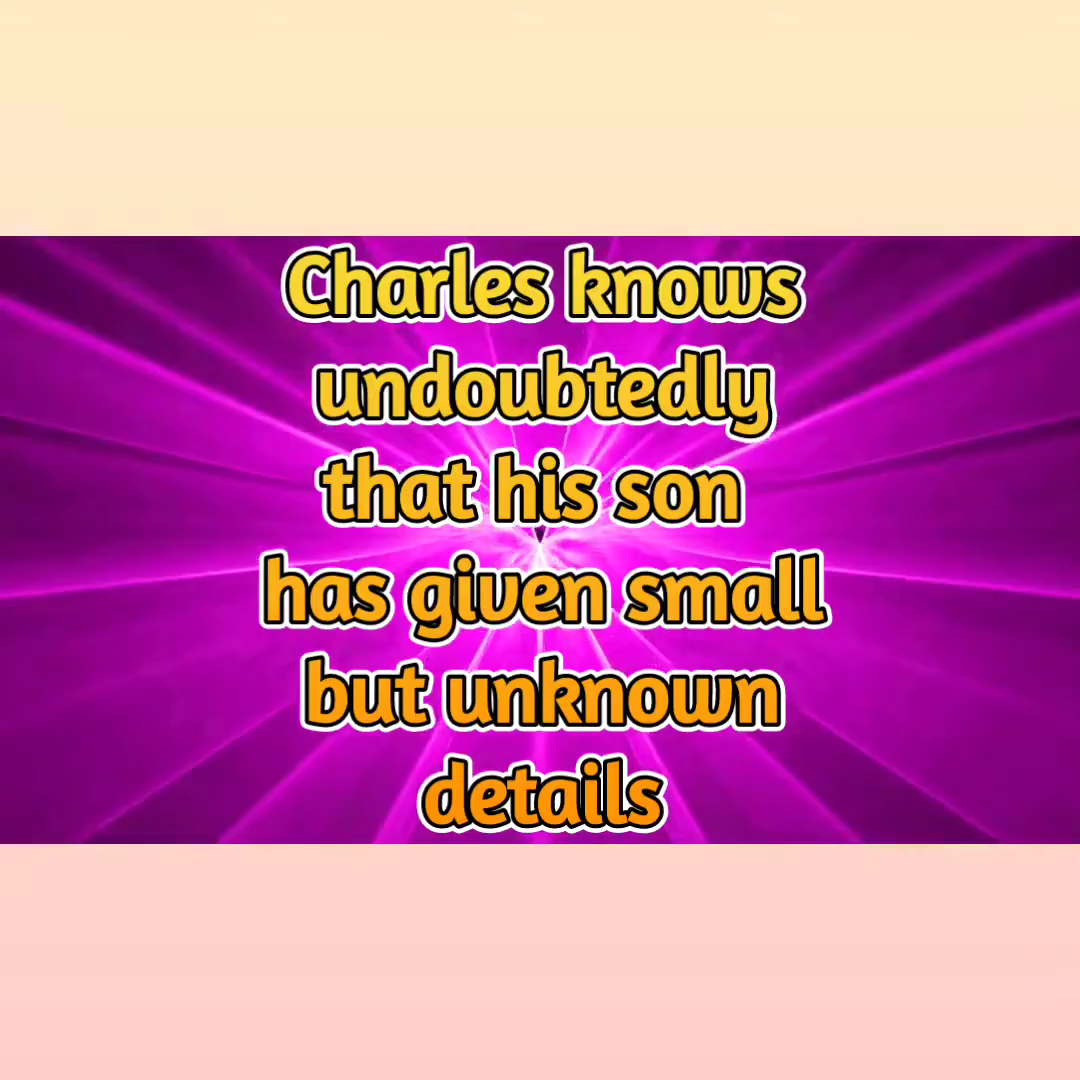 Charles knows
undoubtedly
that his son
has given small
but unknown
details